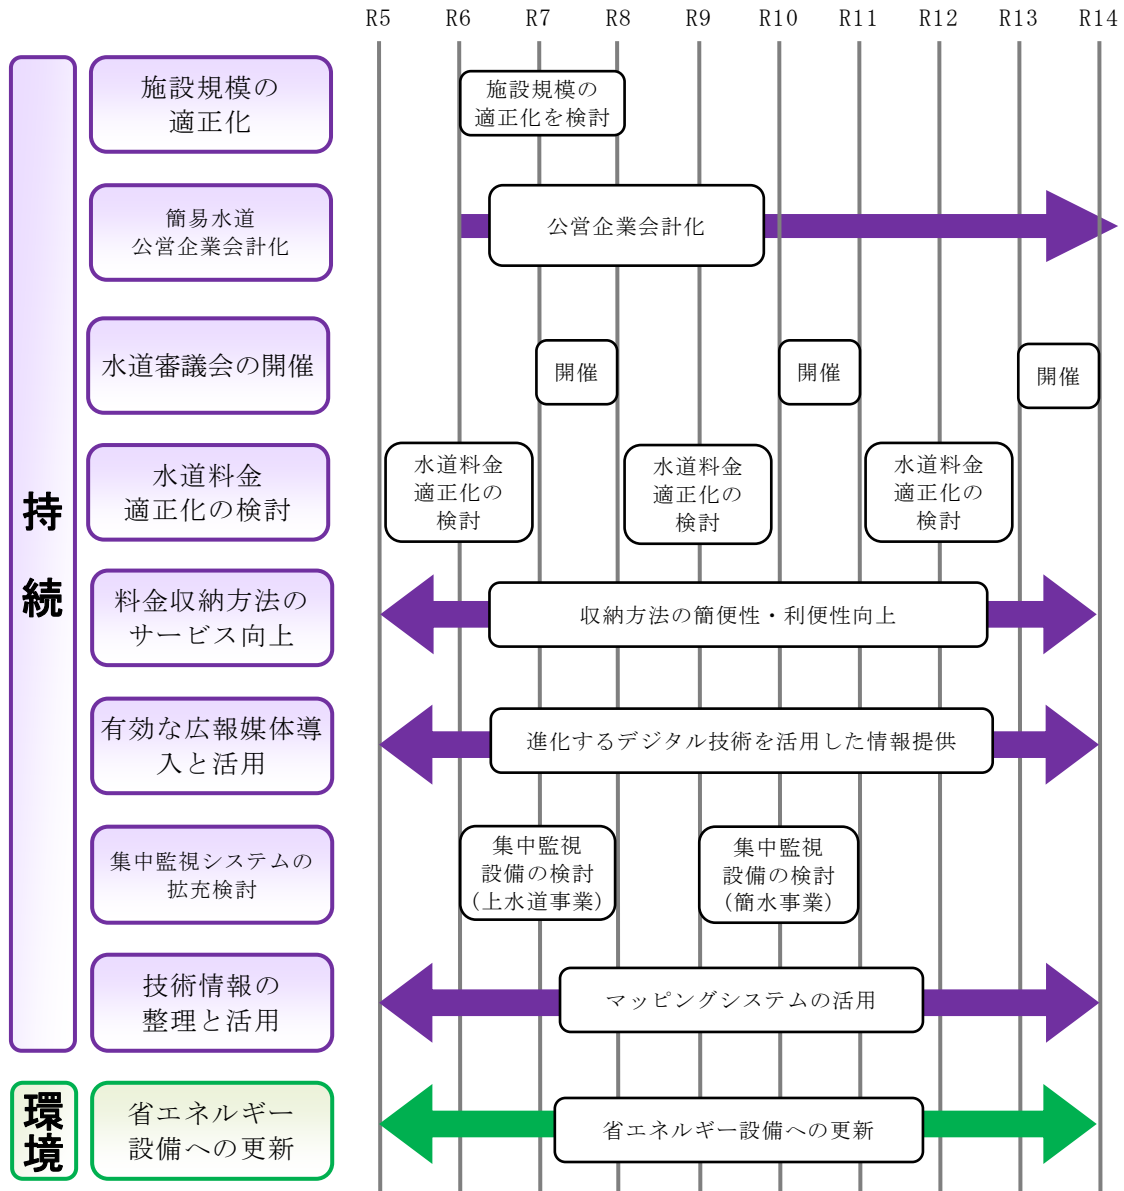 R5 R6 R7 R8 R9 R10 R11 R12 R13 R14
持
続
施設規模の
適正化
施設規模の
適正化を検討
簡易水道
公営企業会計化
公営企業会計化
水道審議会の開催
開催
開催
開催
水道料金
適正化の検討
水道料金
適正化の
検討
水道料金
適正化の
検討
水道料金
適正化の
検討
料金収納方法の
サービス向上
収納方法の簡便性・利便性向上
有効な広報媒体導
入と活用
進化するデジタル技術を活用した情報提供
集中監視システムの
拡充検討
集中監視
設備の検討
(上水道事業)
集中監視
設備の検討
(簡水事業)
技術情報の
整理と活用
マッピングシステムの活用
環
境
省エネルギー
設備への更新
省エネルギー設備への更新